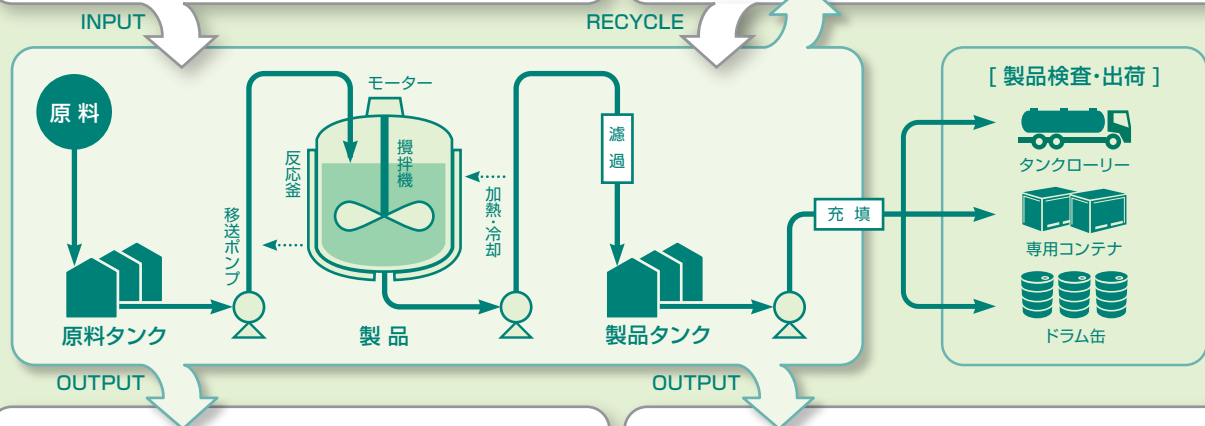 INPUT
RECYCLE
原料
モーター
反応釜
攪拌機
加熱・冷却
移送ポンプ
濾過
充填
[ 製品検査・出荷 ]
タンクローリー
専用コンテナ
ドラム缶
原料タンク
製品
製品タンク
OUTPUT
OUTPUT